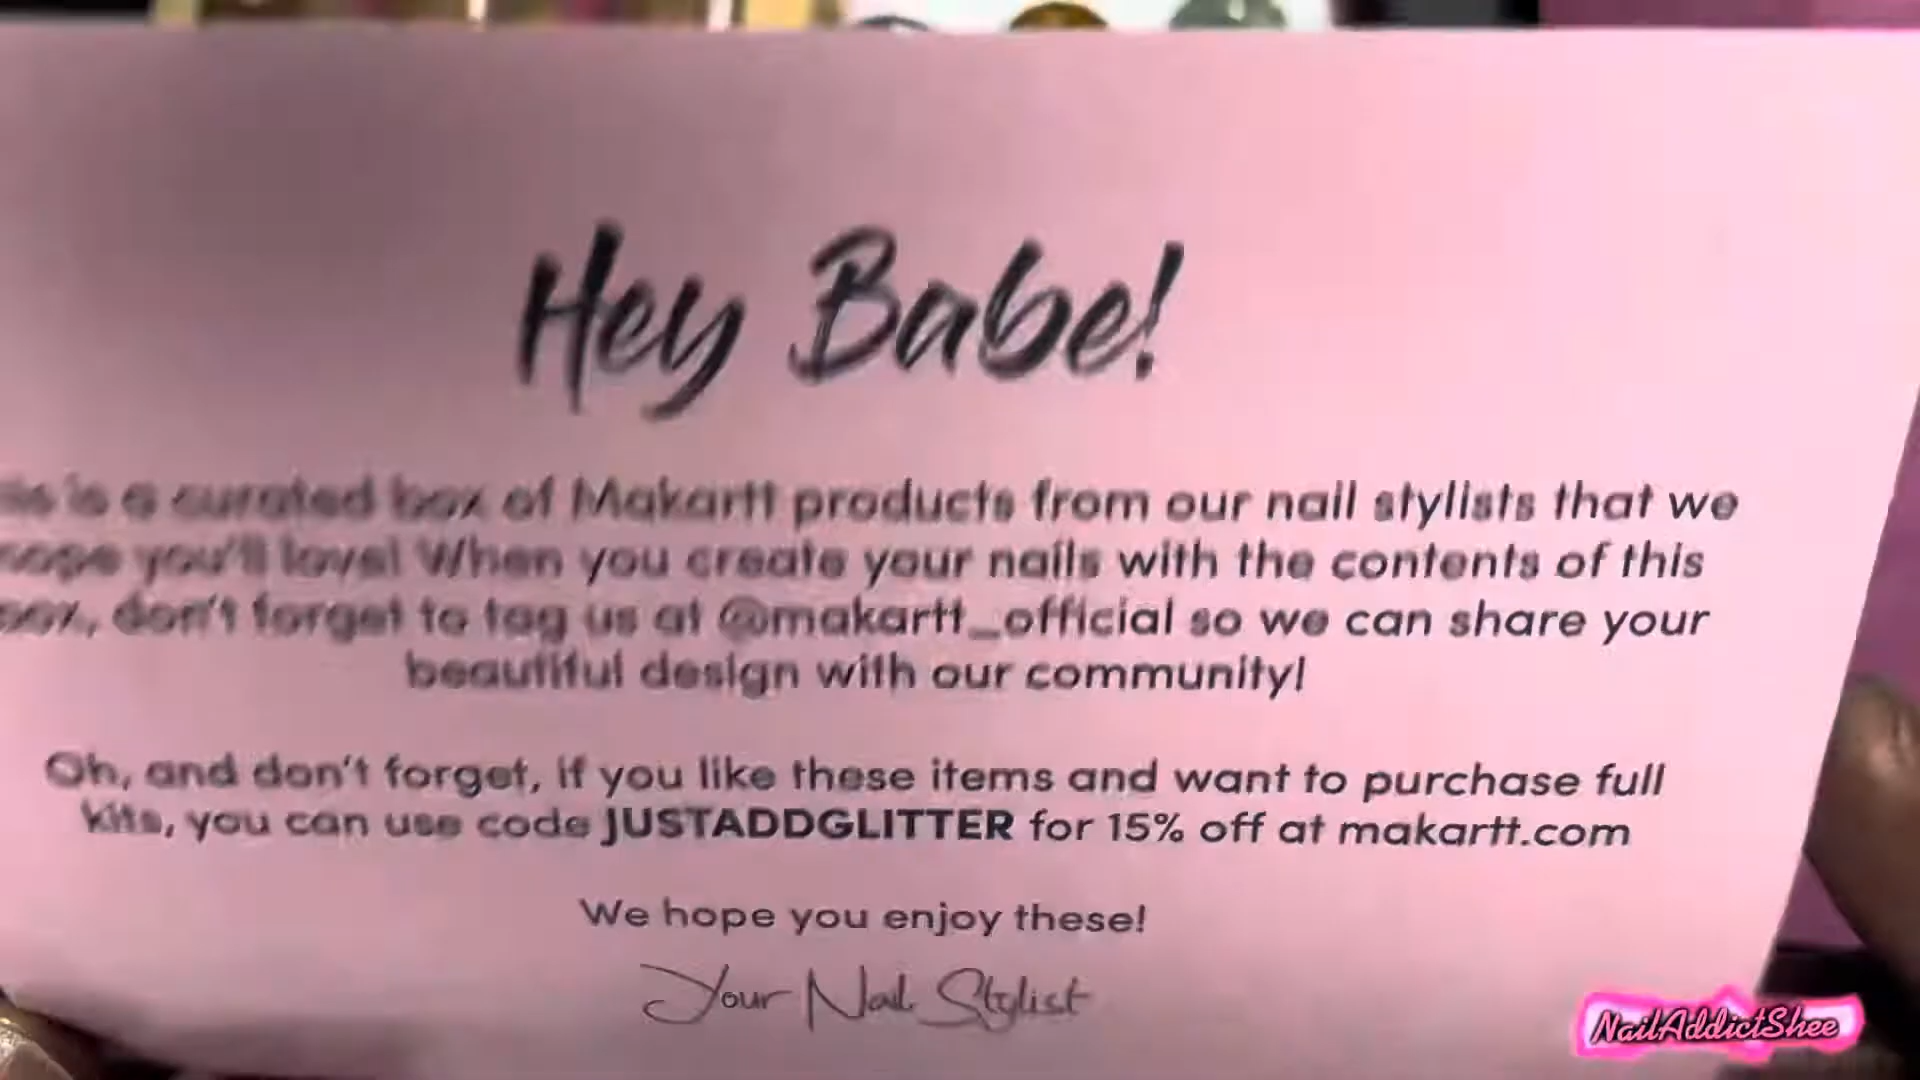 Hey Babe!
is is a curated box of Makartt products from our nail stylists that we
hope you'll love! When you create your nails with the contents of this
box, don't forget to tag us at @makartt_official so we can share your
beautiful design with our community!
Oh, and don't forget, if you like these items and want to purchase full
kits, you can use code JUSTADDGLITTER for 15% off at makartt.com
We hope you enjoy these!
Your Nail Stylist
NailAddictShee